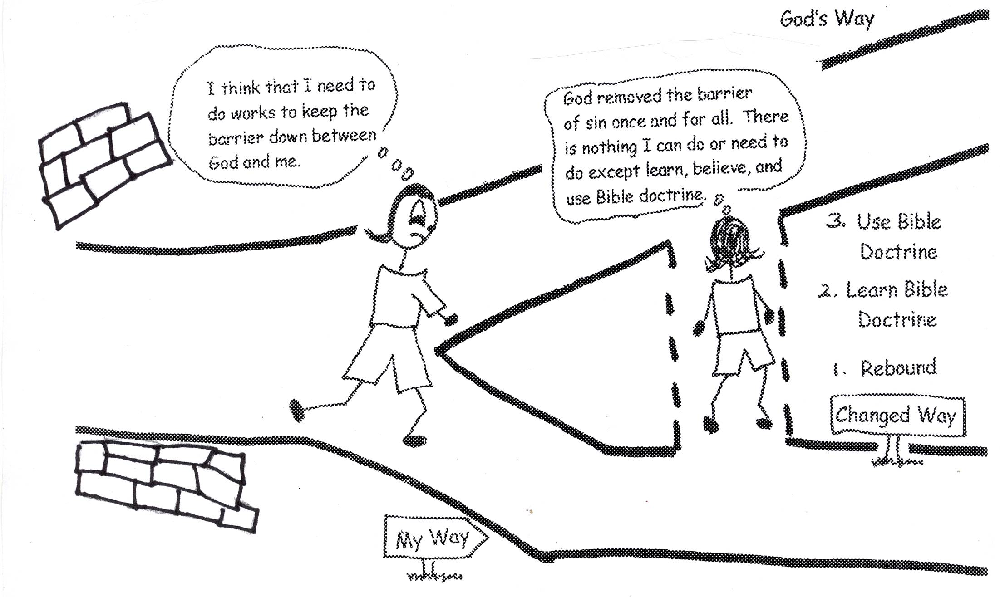 God's Way
I think that I need to
do works to keep the
barrier down between
God and me.
God removed the barrier
of sin once and for all. There
is nothing I can do or need to
do except learn, believe, and
use Bible doctrine.
3. Use Bible
Doctrine
2. Learn Bible
Doctrine
1. Rebound
Changed Way
My Way